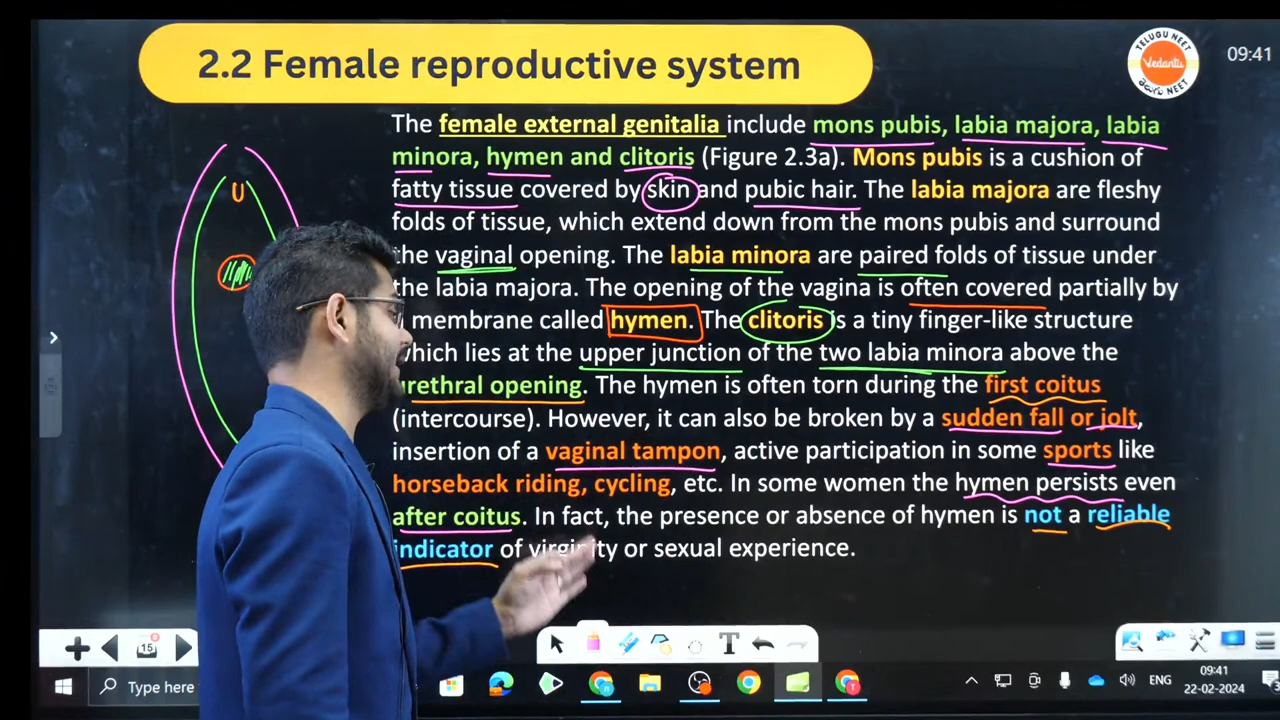 2.2 Female reproductive system
TELUGU NEET
Vedantu
తెలుగు NEET
09:41
The female external genitalia include mons pubis, labia majora, labia
minora, hymen and clitoris (Figure 2.3a). Mons pubis is a cushion of
fatty tissue covered by skin and pubic hair. The labia majora are fleshy
folds of tissue, which extend down from the mons pubis and surround
the vaginal opening. The labia minora are paired folds of tissue under
the labia majora. The opening of the vagina is often covered partially by
membrane called hymen. The clitoris is a tiny finger-like structure
which lies at the upper junction of the two labia minora above the
urethral opening. The hymen is often torn during the first coitus
(intercourse). However, it can also be broken by a sudden fall or jolt,
insertion of a vaginal tampon, active participation in some sports like
horseback riding, cycling, etc. In some women the hymen persists even
after coitus. In fact, the presence or absence of hymen is not a reliable
indicator of virginity or sexual experience.
15
T
Type here
ENG
09:41
22-02-2024